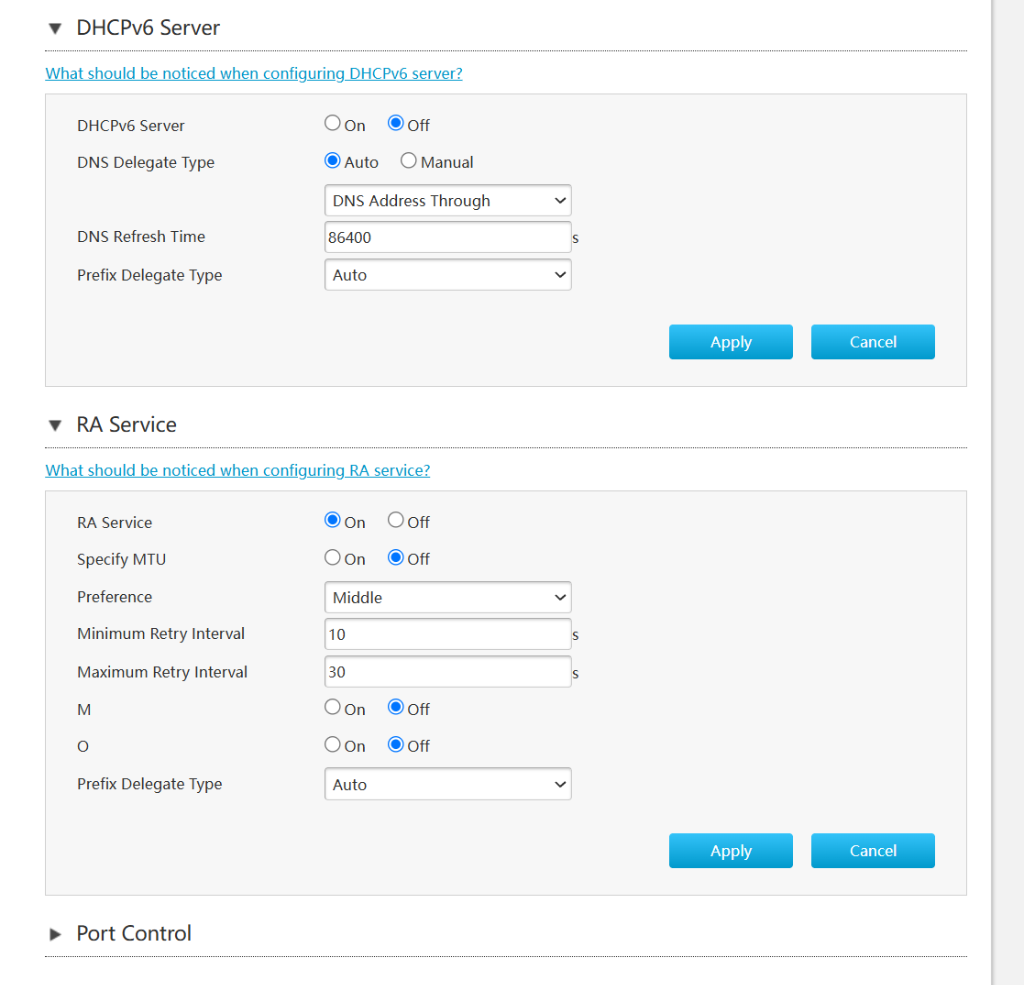 DHCPv6 Server
What should be noticed when configuring DHCPv6 server?
DHCPv6 Server On Off
DNS Delegate Type Auto Manual
DNS Address Through
DNS Refresh Time 86400 s
Prefix Delegate Type Auto
Apply Cancel
RA Service
What should be noticed when configuring RA service?
RA Service On Off
Specify MTU On Off
Preference Middle
Minimum Retry Interval 10 s
Maximum Retry Interval 30 s
M On Off
O On Off
Prefix Delegate Type Auto
Apply Cancel
Port Control